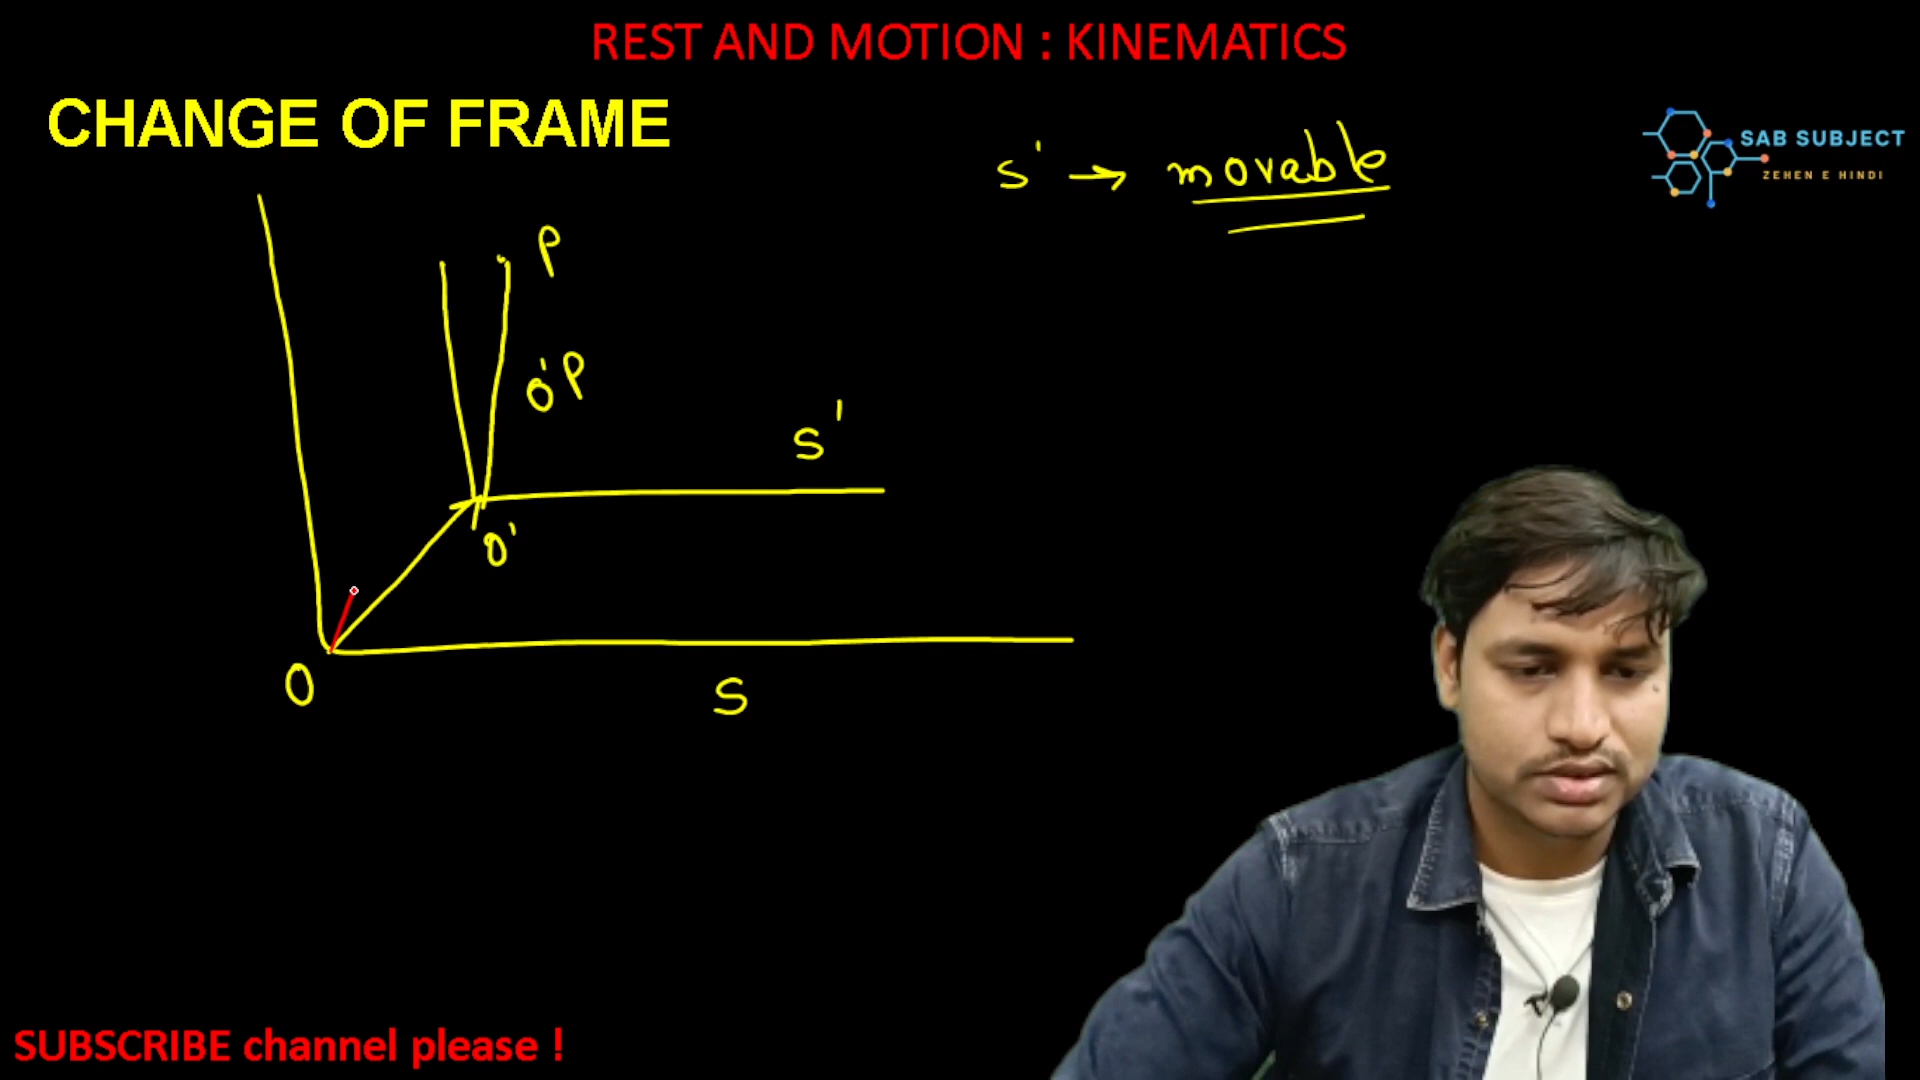 REST AND MOTION : KINEMATICS
CHANGE OF FRAME
S' → movable
SAB SUBJECT
ZEHEN E HINDI
P
O'P
S'
O'
O
S
SUBSCRIBE channel please !